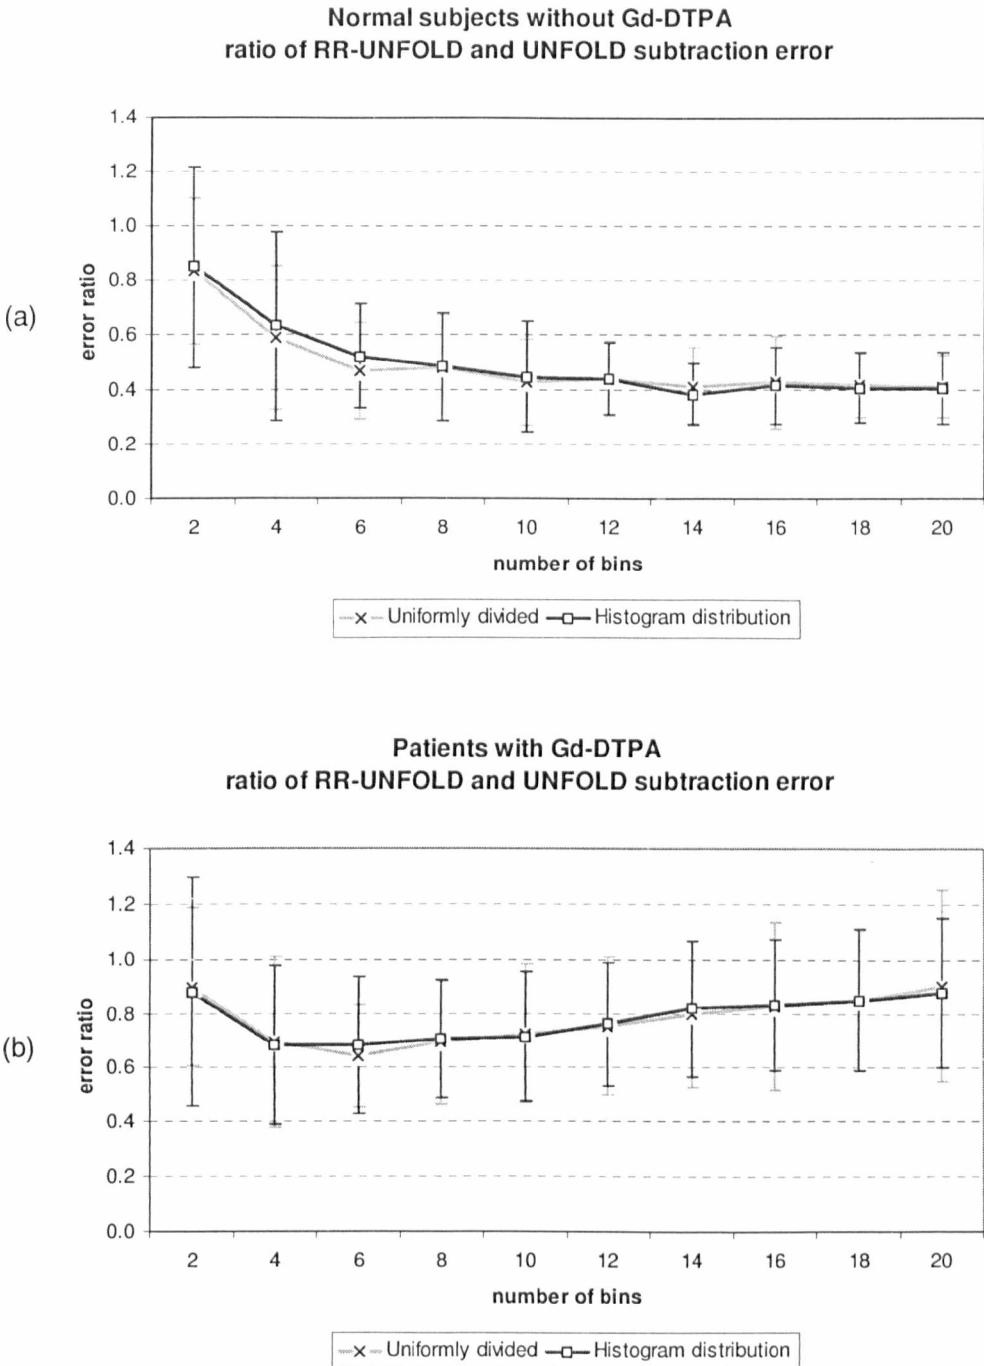 Normal subjects without Gd-DTPA
ratio of RR-UNFOLD and UNFOLD subtraction error
(a)
error ratio
1.4
1.2
1.0
0.8
0.6
0.4
0.2
0.0
2 4 6 8 10 12 14 16 18 20
number of bins
Uniformly divided Histogram distribution
Patients with Gd-DTPA
ratio of RR-UNFOLD and UNFOLD subtraction error
(b)
error ratio
1.4
1.2
1.0
0.8
0.6
0.4
0.2
0.0
2 4 6 8 10 12 14 16 18 20
number of bins
Uniformly divided Histogram distribution